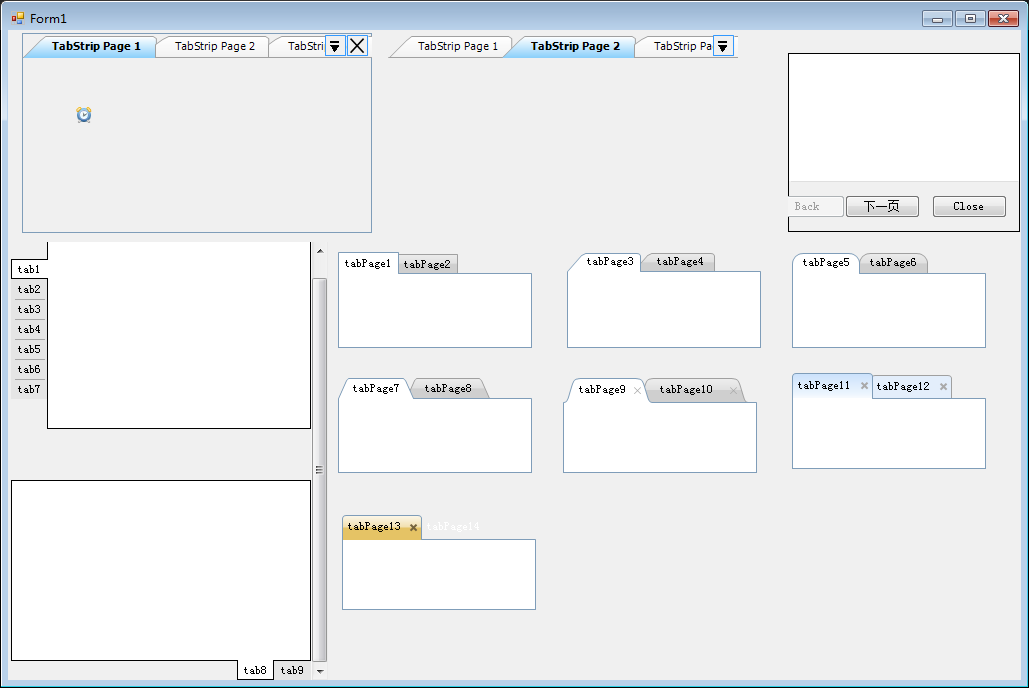 Form1
TabStrip Page 1
TabStrip Page 2
TabStri
TabStrip Page 1
TabStrip Page 2
TabStrip Pa
Back
下一页
Close
tab1
tab2
tab3
tab4
tab5
tab6
tab7
tabPage1
tabPage2
tabPage3
tabPage4
tabPage5
tabPage6
tabPage7
tabPage8
tabPage9
tabPage10
tabPage11
tabPage12
tabPage13
tabPage14
tab8
tab9